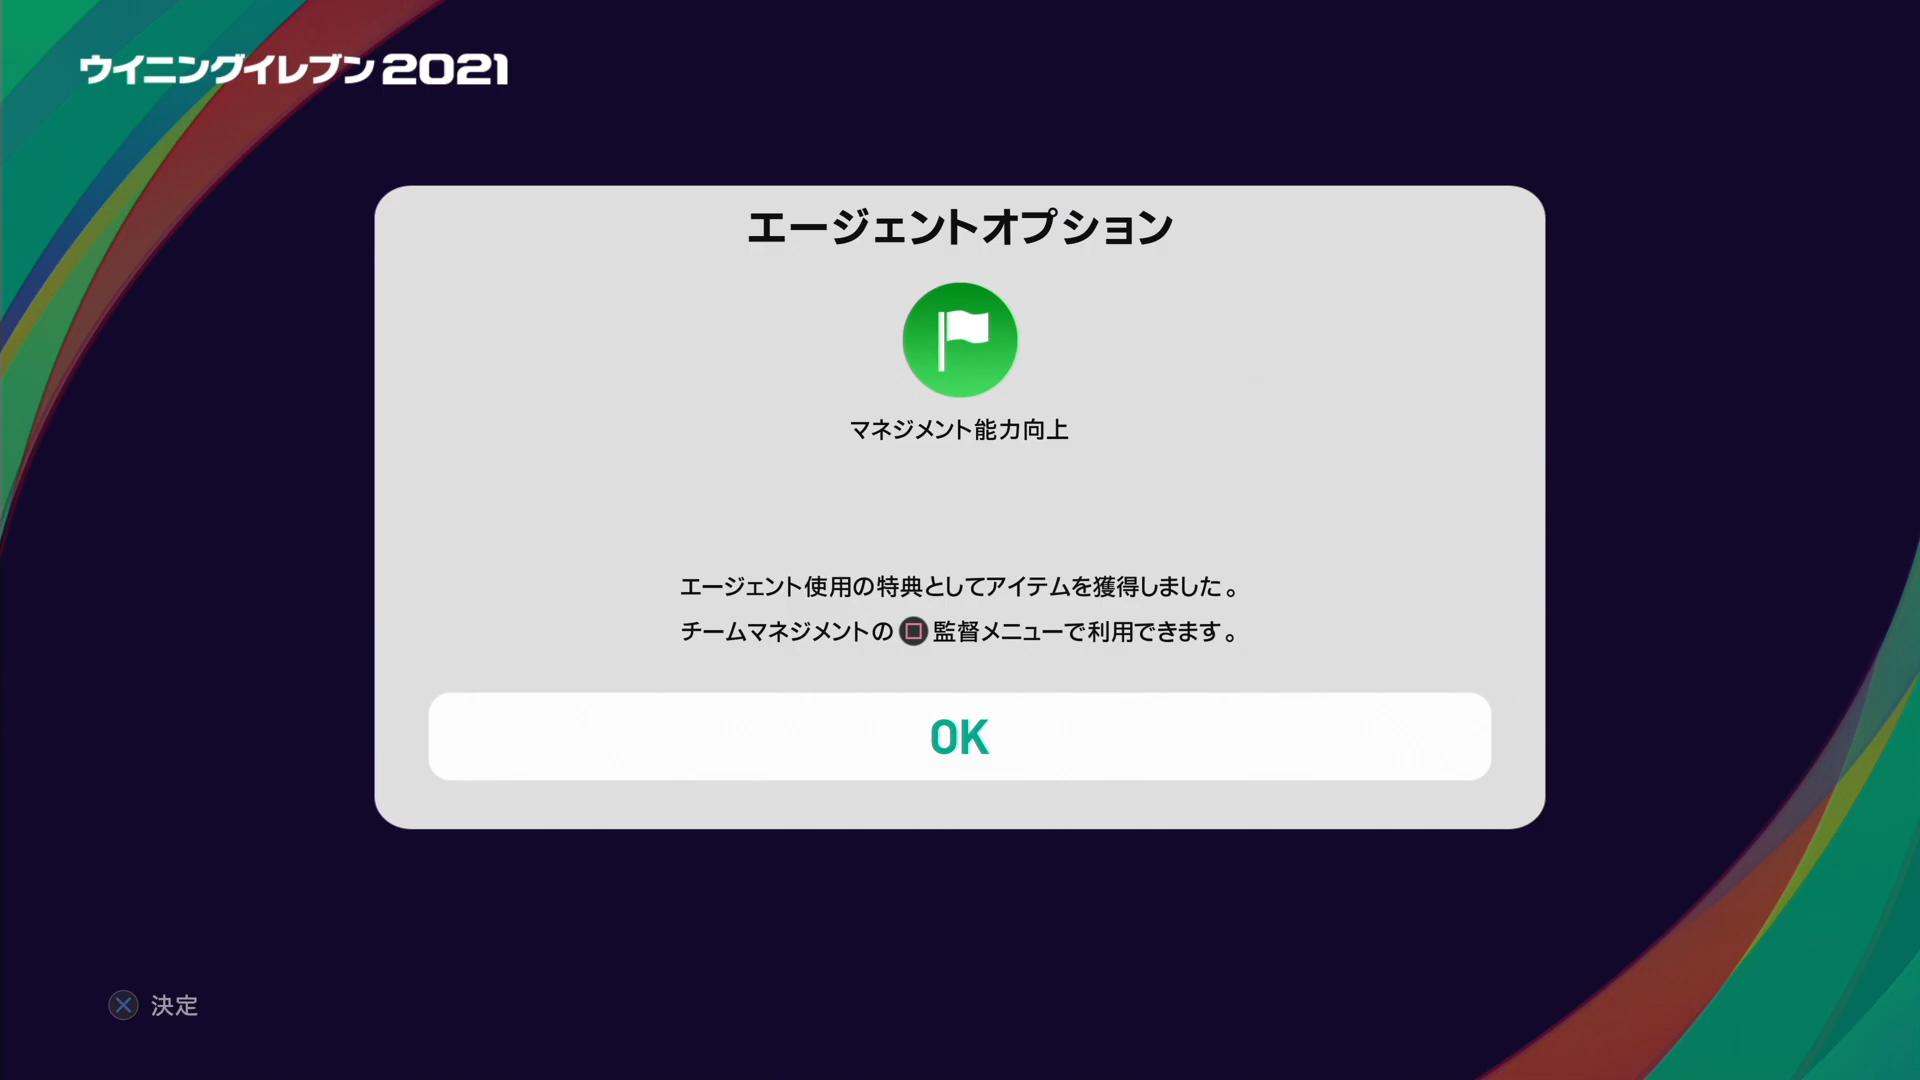 ウイニングイレブン 2021
エージェントオプション
マネジメント能力向上
エージェント使用の特典としてアイテムを獲得しました。
チームマネジメントの 監督メニューで利用できます。
OK
決定